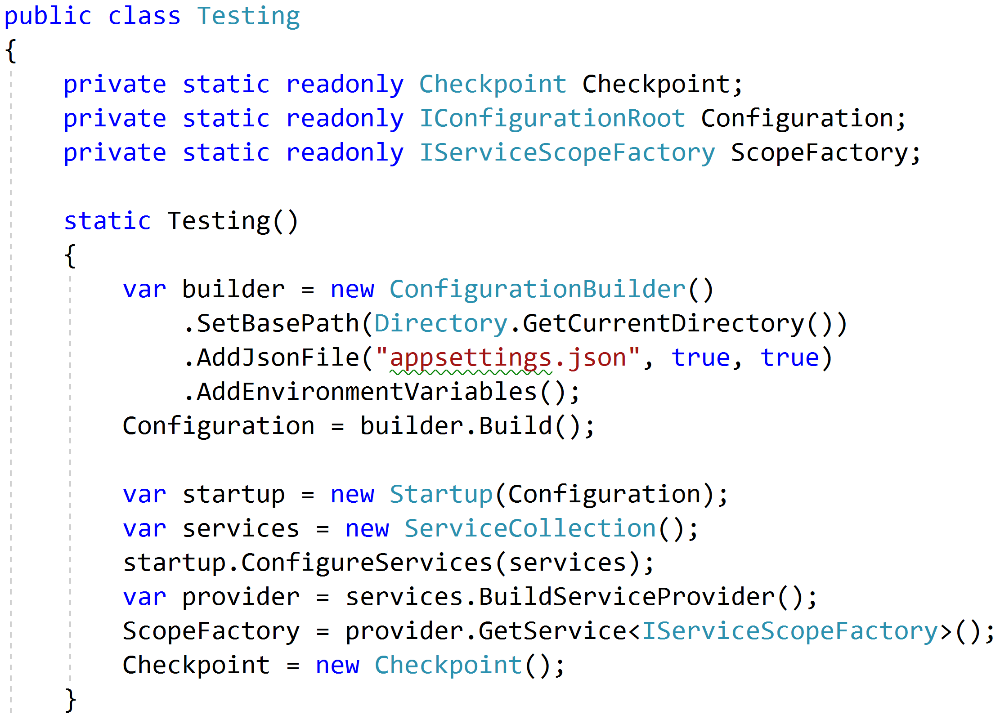 public class Testing
{
    private static readonly Checkpoint Checkpoint;
    private static readonly IConfigurationRoot Configuration;
    private static readonly IServiceScopeFactory ScopeFactory;

    static Testing()
    {
        var builder = new ConfigurationBuilder()
            .SetBasePath(Directory.GetCurrentDirectory())
            .AddJsonFile("appsettings.json", true, true)
            .AddEnvironmentVariables();
        Configuration = builder.Build();

        var startup = new Startup(Configuration);
        var services = new ServiceCollection();
        startup.ConfigureServices(services);
        var provider = services.BuildServiceProvider();
        ScopeFactory = provider.GetService<IServiceScopeFactory>();
        Checkpoint = new Checkpoint();
    }